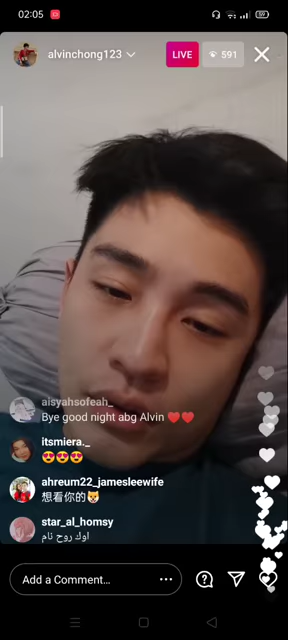 02:05
59
alvinchong123
LIVE
591
aisyahsofeah_
Bye good night abg Alvin ❤️❤️
itsmiera._
😍😍😍
ahreum22_jamesleewife
想看你的😺
star_al_homsy
اوك روح نام
Add a Comment...